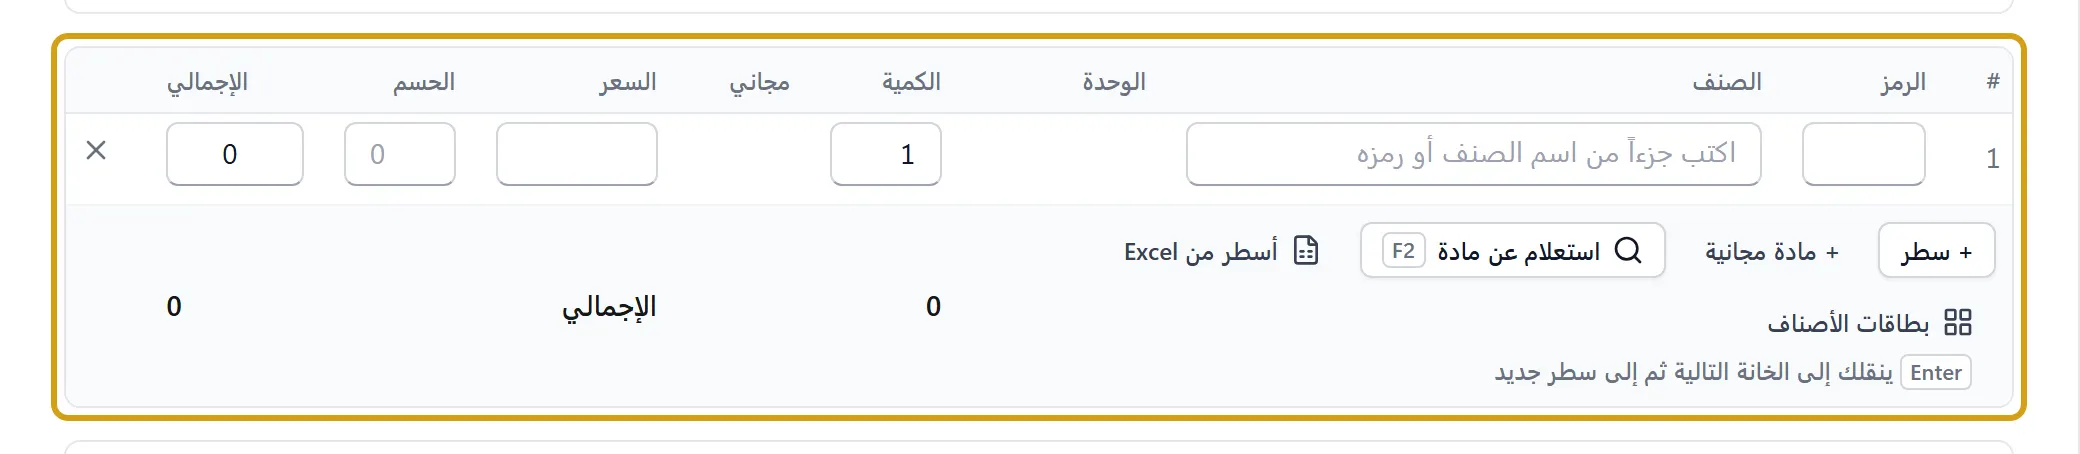 # الرمز الصنف الوحدة الكمية مجاني السعر الحسم الإجمالي
1 اكتب جزءاً من اسم الصنف أو رمزه 1 0 0
+ سطر + مادة مجانية استعلام عن مادة F2 أسطر من Excel
بطاقات الأصناف
0 الإجمالي 0
Enter ينقلك إلى الخانة التالية ثم إلى سطر جديد